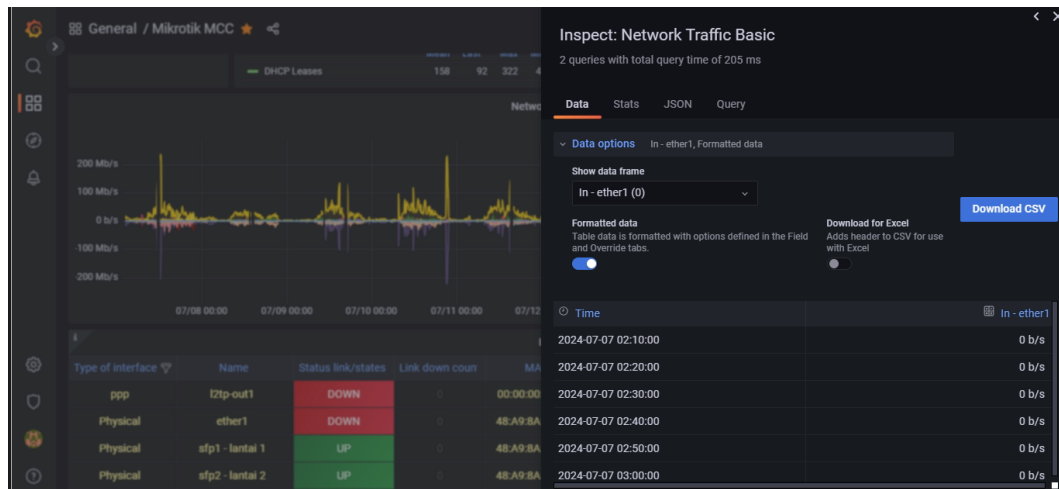 General / Mikrotik MCC
DHCP Leases 158 92 322
Netwo
200 Mb/s
100 Mb/s
0 b/s
-100 Mb/s
-200 Mb/s
07/08 00:00 07/09 00:00 07/10 00:00 07/11 00:00 07/12
Type of interface Name Status link/states Link down coun MA
ppp l2tp-out1 DOWN 0 00:00:00
Physical ether1 DOWN 0 48:A9:8A
Physical sfp1 - lantai 1 UP 0 48:A9:8A
Physical sfp2 - lantai 2 UP 0 48:A9:8A
Inspect: Network Traffic Basic
2 queries with total query time of 205 ms
Data Stats JSON Query
Data options In - ether1, Formatted data
Show data frame
In - ether1 (0)
Download CSV
Formatted data
Table data is formatted with options defined in the Field
and Override tabs.
Download for Excel
Adds header to CSV for use
with Excel
Time In - ether1
2024-07-07 02:10:00 0 b/s
2024-07-07 02:20:00 0 b/s
2024-07-07 02:30:00 0 b/s
2024-07-07 02:40:00 0 b/s
2024-07-07 02:50:00 0 b/s
2024-07-07 03:00:00 0 b/s